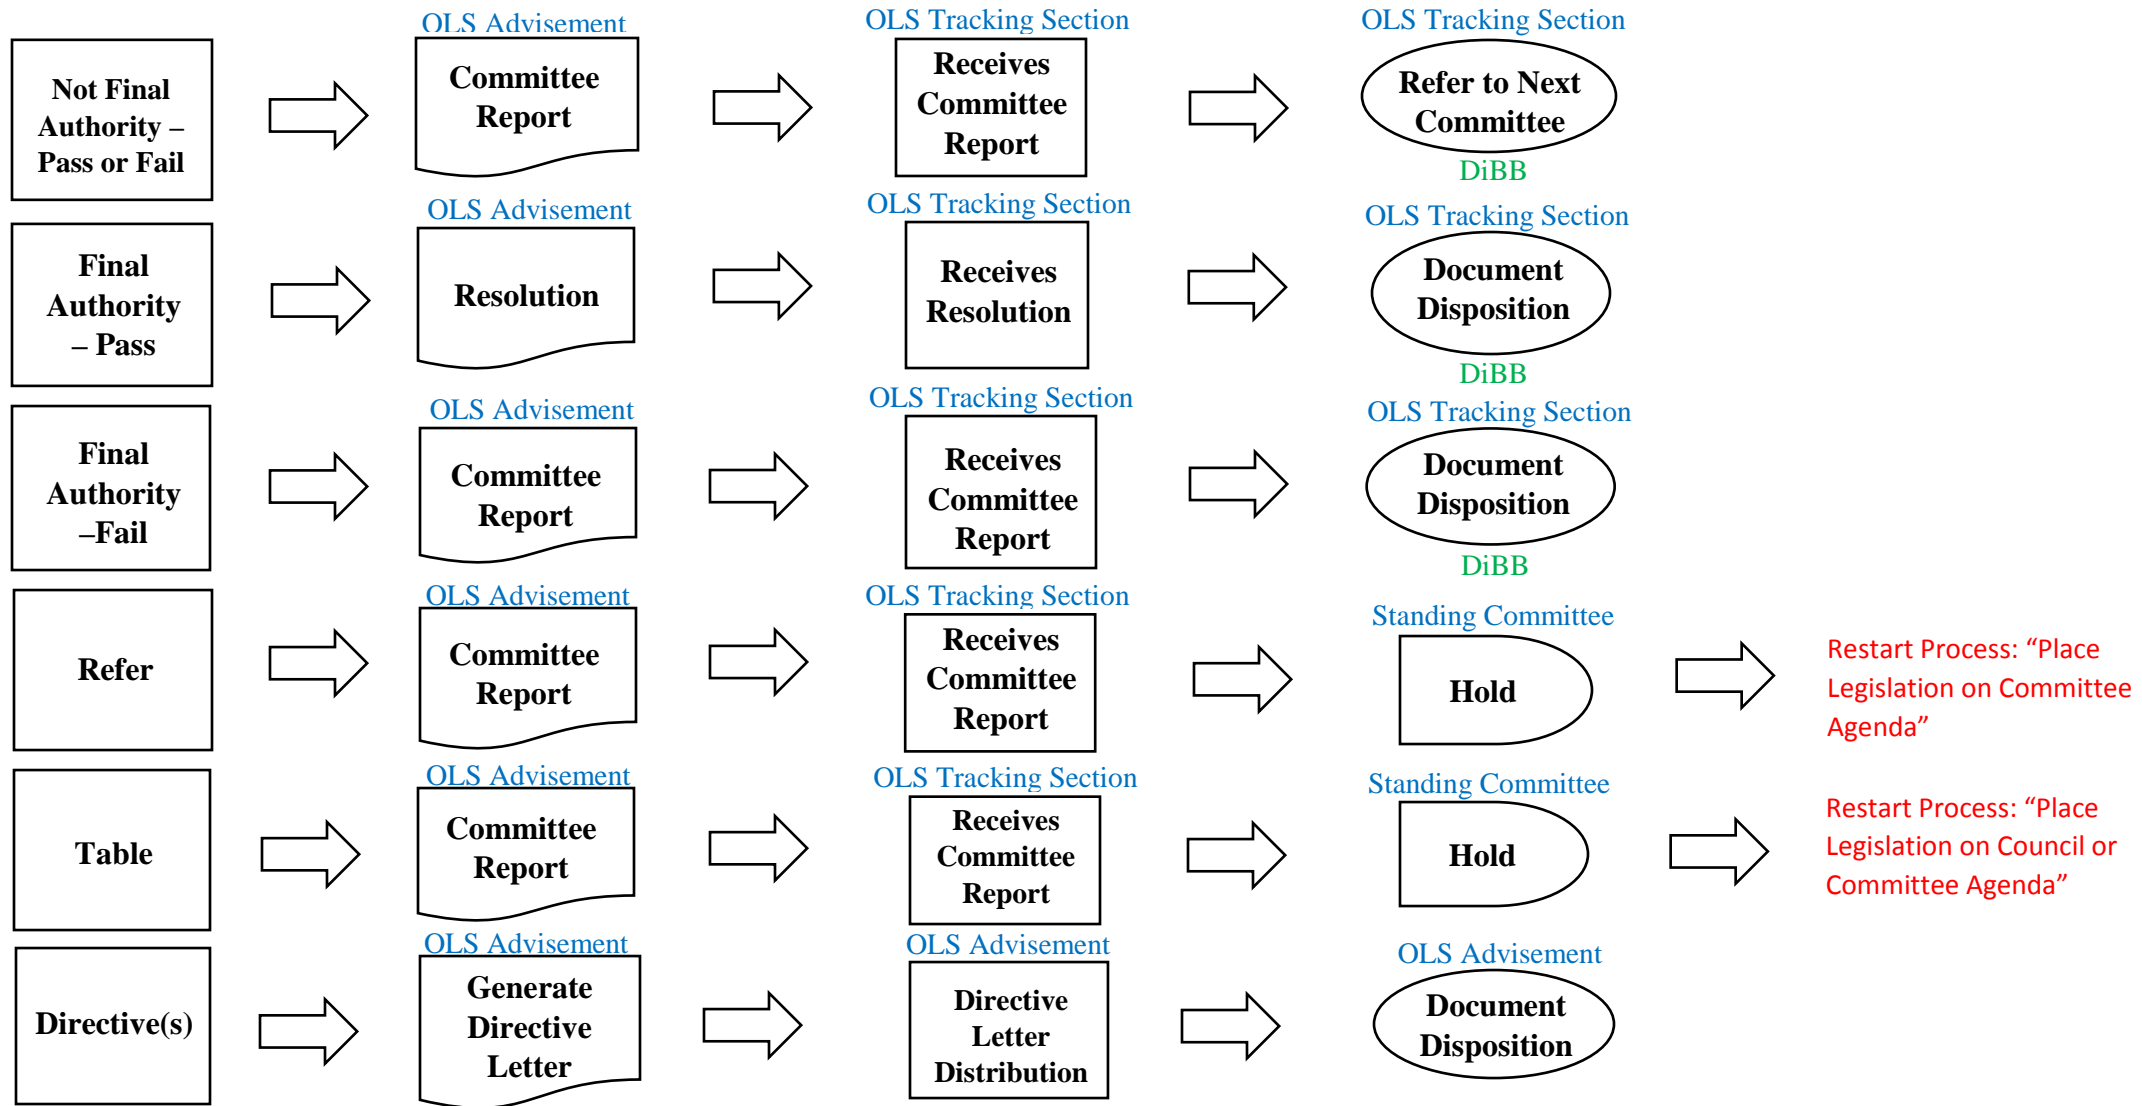 OLS Advisement
OLS Tracking Section
OLS Tracking Section
Not Final
Authority –
Pass or Fail
Committee
Report
Receives
Committee
Report
Refer to Next
Committee
DiBB
OLS Advisement
OLS Tracking Section
OLS Tracking Section
Final
Authority
– Pass
Resolution
Receives
Resolution
Document
Disposition
DiBB
OLS Advisement
OLS Tracking Section
OLS Tracking Section
Final
Authority
–Fail
Committee
Report
Receives
Committee
Report
Document
Disposition
DiBB
OLS Advisement
OLS Tracking Section
Standing Committee
Refer
Committee
Report
Receives
Committee
Report
Hold
Restart Process: “Place
Legislation on Committee
Agenda”
OLS Advisement
OLS Tracking Section
Standing Committee
Table
Committee
Report
Receives
Committee
Report
Hold
Restart Process: “Place
Legislation on Council or
Committee Agenda”
OLS Advisement
OLS Advisement
OLS Advisement
Directive(s)
Generate
Directive
Letter
Directive
Letter
Distribution
Document
Disposition